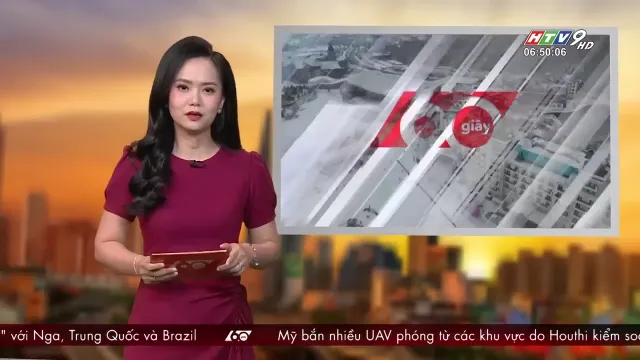 HTV9 HD
06:50:06
60 giây
" với Nga, Trung Quốc và Brazil 60 Mỹ bắn nhiều UAV phóng từ các khu vực do Houthi kiểm so